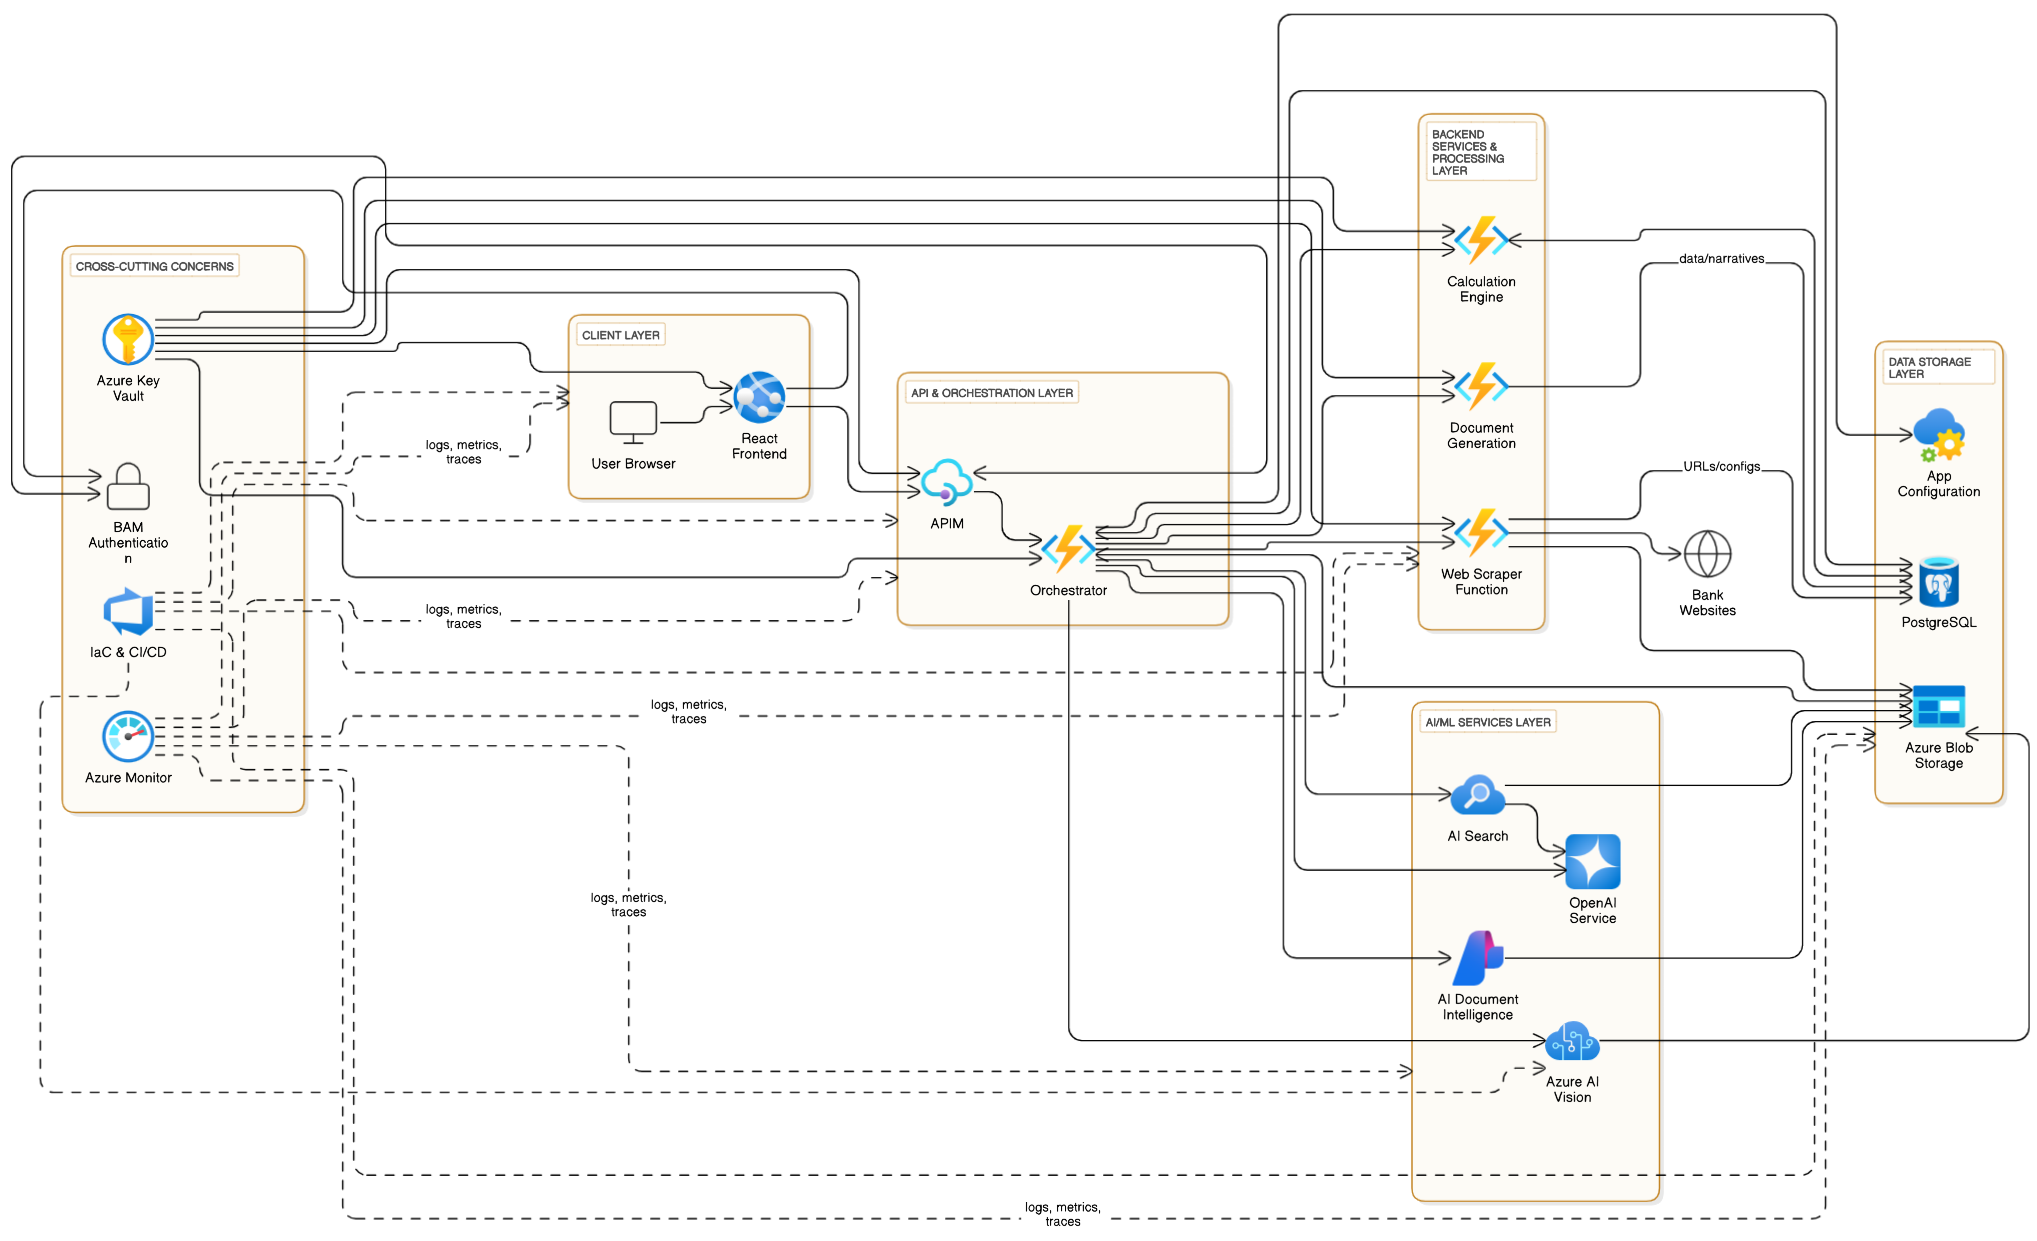 BACKEND
SERVICES &
PROCESSING
LAYER
CROSS-CUTTING CONCERNS
Azure Key
Vault
BAM
Authenticatio
n
IaC & CI/CD
Azure Monitor
logs, metrics,
traces
logs, metrics,
traces
logs, metrics,
traces
logs, metrics,
traces
logs, metrics,
traces
CLIENT LAYER
User Browser
React
Frontend
API & ORCHESTRATION LAYER
APIM
Orchestrator
Calculation
Engine
Document
Generation
Web Scraper
Function
data/narratives
URLs/configs
Bank
Websites
AI/ML SERVICES LAYER
AI Search
OpenAI
Service
AI Document
Intelligence
Azure AI
Vision
DATA STORAGE
LAYER
App
Configuration
PostgreSQL
Azure Blob
Storage